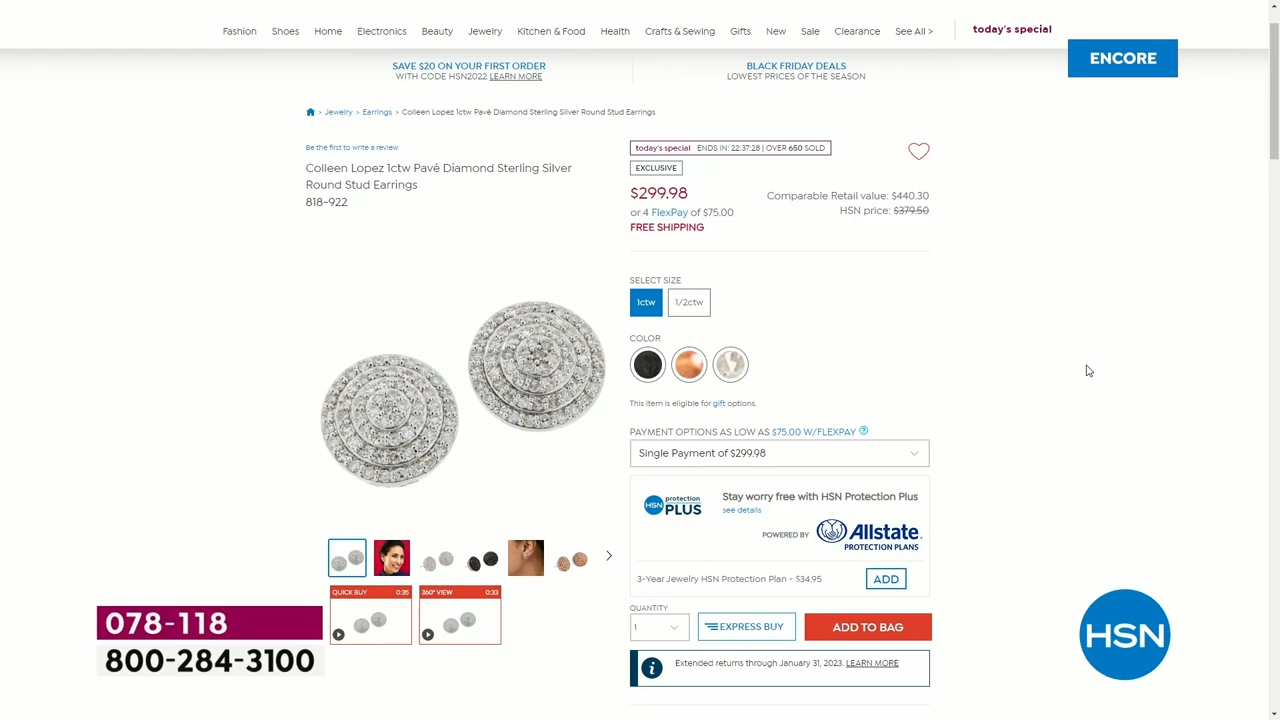 Fashion Shoes Home Electronics Beauty Jewelry Kitchen & Food Health Crafts & Sewing Gifts New Sale Clearance See All > today's special
ENCORE
SAVE $20 ON YOUR FIRST ORDER
WITH CODE HSN2022 LEARN MORE
BLACK FRIDAY DEALS
LOWEST PRICES OF THE SEASON
> Jewelry > Earrings > Colleen Lopez 1ctw Pavé Diamond Sterling Silver Round Stud Earrings
Be the first to write a review
Colleen Lopez 1ctw Pavé Diamond Sterling Silver
Round Stud Earrings
818-922
today's special ENDS IN: 22:37:28 | OVER 650 SOLD
EXCLUSIVE
$299.98
or 4 FlexPay of $75.00
FREE SHIPPING
Comparable Retail value: $440.30
HSN price: $379.50
SELECT SIZE
1ctw 1/2ctw
COLOR
This item is eligible for gift options.
PAYMENT OPTIONS AS LOW AS $75.00 W/FLEXPAY ?
Single Payment of $299.98
HSN protection PLUS
Stay worry free with HSN Protection Plus
see details
POWERED BY Allstate.
PROTECTION PLANS
3-Year Jewelry HSN Protection Plan - $34.95 ADD
QUANTITY
1 EXPRESS BUY ADD TO BAG
Extended returns through January 31, 2023. LEARN MORE
QUICK BUY 0:35
360° VIEW 0:33
078-118
800-284-3100
HSN